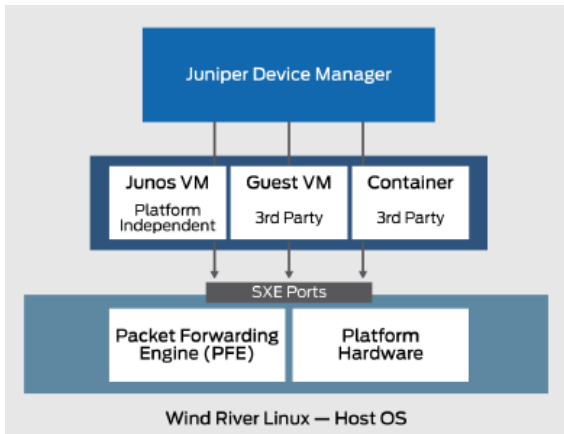 Juniper Device Manager
Junos VM
Platform
Independent
Guest VM
3rd Party
Container
3rd Party
SXE Ports
Packet Forwarding
Engine (PFE)
Platform
Hardware
Wind River Linux — Host OS